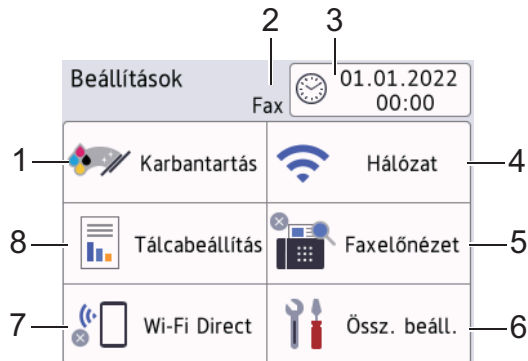 2 3
Beállítások
Fax
01.01.2022
00:00
1 Karbantartás Hálózat 4
8 Tálcabeállítás Faxelőnézet 5
7 Wi-Fi Direct Össz. beáll. 6